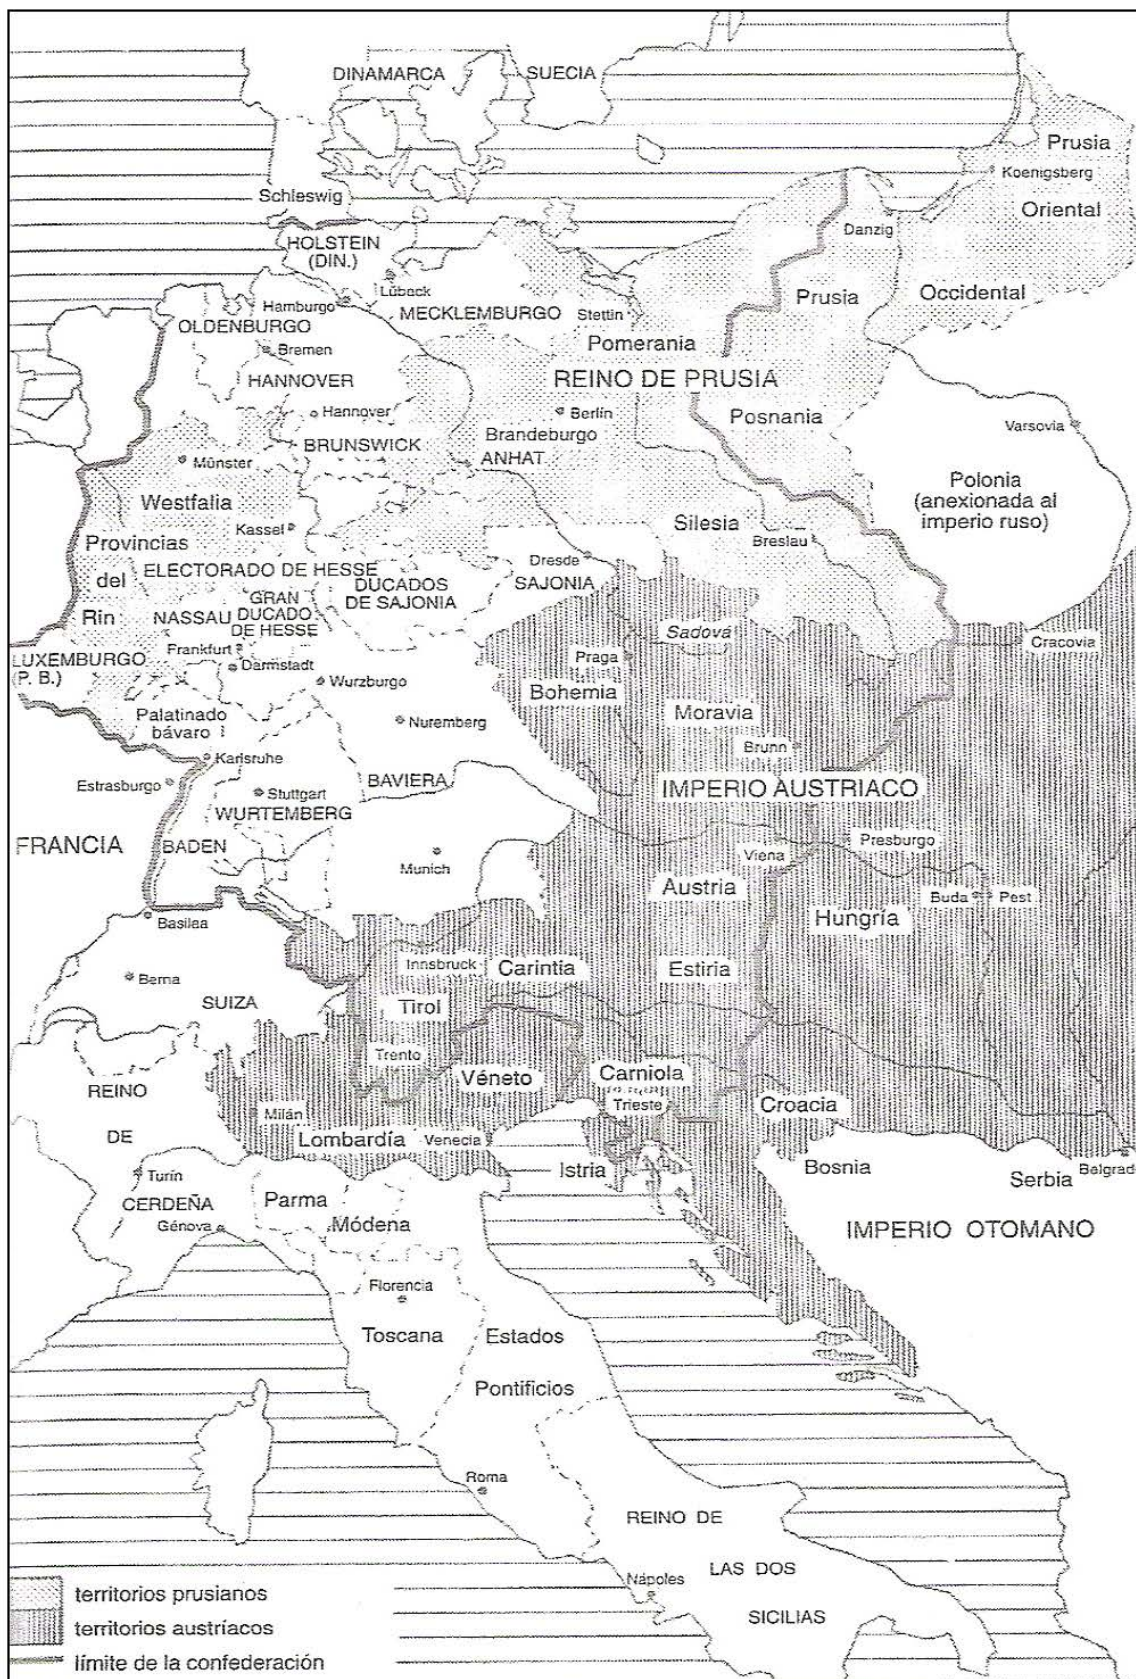 DINAMARCA
SUECIA
Prusia
Koenigsberg
Oriental
Schleswig
Danzig
HOLSTEIN
(DIN.)
Lübeck
Occidental
Prusia
Hamburgo
MECKLEMBURGO
Stettin
OLDENBURGO
Pomerania
Bremen
HANNOVER
REINO DE PRUSIA
Hannover
Berlín
Posnania
Varsovia
BRUNSWICK
Brandeburgo
ANHAT
Münster
Polonia
(anexionada al
imperio ruso)
Westfalia
Kassel
Silesia
Breslau
Provincias
del
Rin
ELECTORADO DE HESSE
DUCADOS
DE SAJONIA
Dresde
SAJONIA
NASSAU
GRAN
DUCADO
DE HESSE
Sadová
Cracovia
Frankfurt
Praga
LUXEMBURGO
(P. B.)
Darmstadt
Wurzburgo
Bohemia
Moravia
Palatinado
bávaro
Nuremberg
Brunn
Karlsruhe
Estrasburgo
BAVIERA
IMPERIO AUSTRIACO
Stuttgart
WURTEMBERG
FRANCIA
BADEN
Presburgo
Viena
Munich
Austria
Buda
Pest
Hungría
Basilea
Innsbruck
Carintia
Estiria
Berna
SUIZA
Tirol
Trento
Véneto
Carniola
REINO
DE
CERDEÑA
Trieste
Croacia
Milán
Lombardía
Venecia
Istria
Bosnia
Serbia
Belgrado
Turín
Parma
Módena
Génova
IMPERIO OTOMANO
Florencia
Toscana
Estados
Pontificios
Roma
REINO DE
LAS DOS
SICILIAS
Nápoles
territorios prusianos
territorios austríacos
límite de la confederación